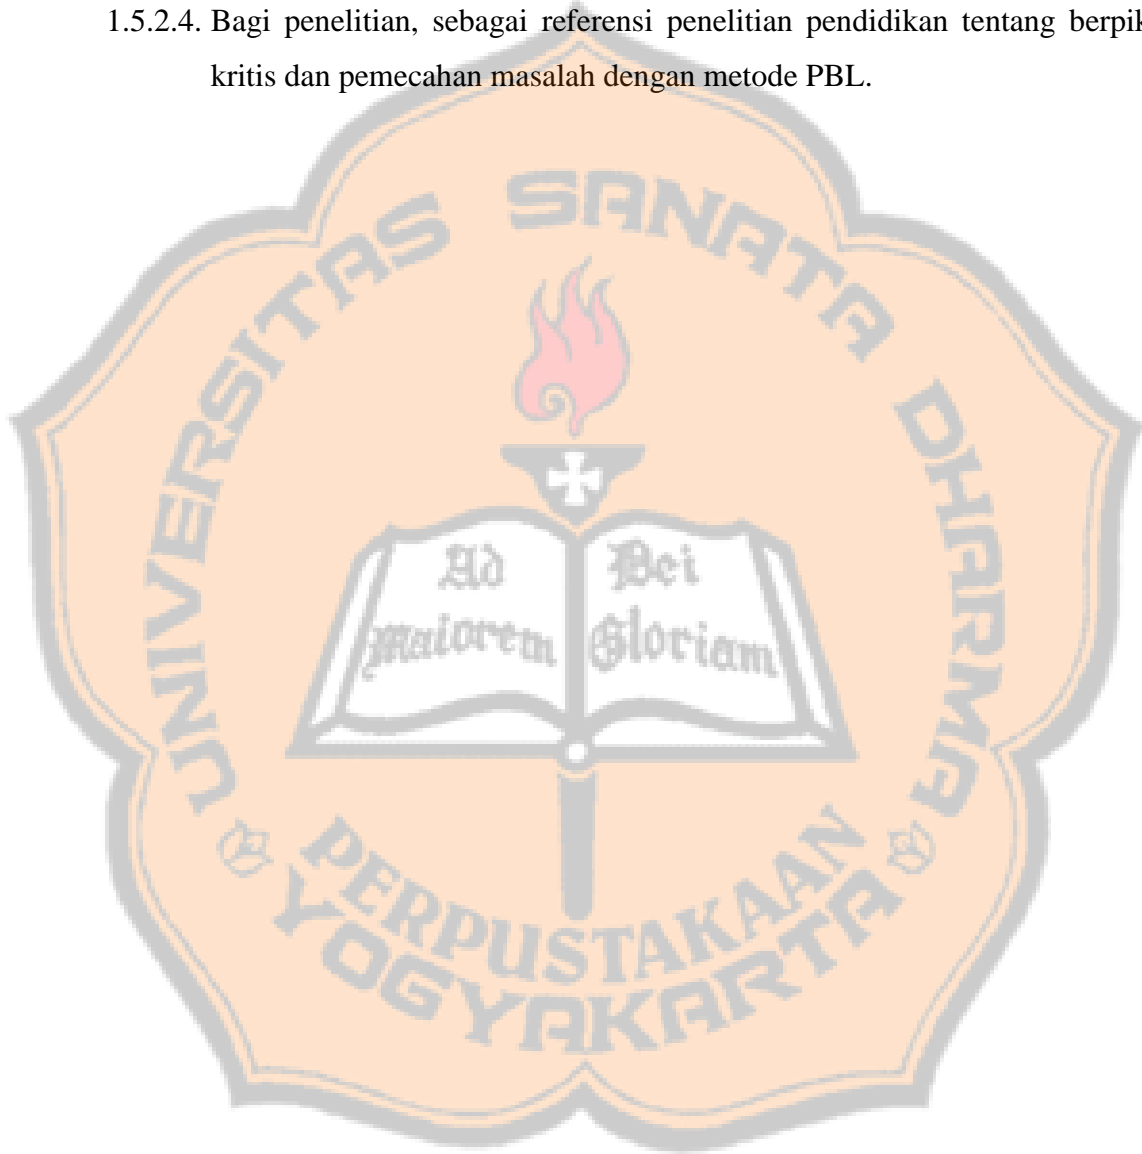 1.5.2.4. Bagi penelitian, sebagai referensi penelitian pendidikan tentang berpik
kritis dan pemecahan masalah dengan metode PBL.
UNIVERSITAS SANATA DHARMA
Ad Dei
Maiorem Gloriam
PERPUSTAKAAN
YOGYAKARTA